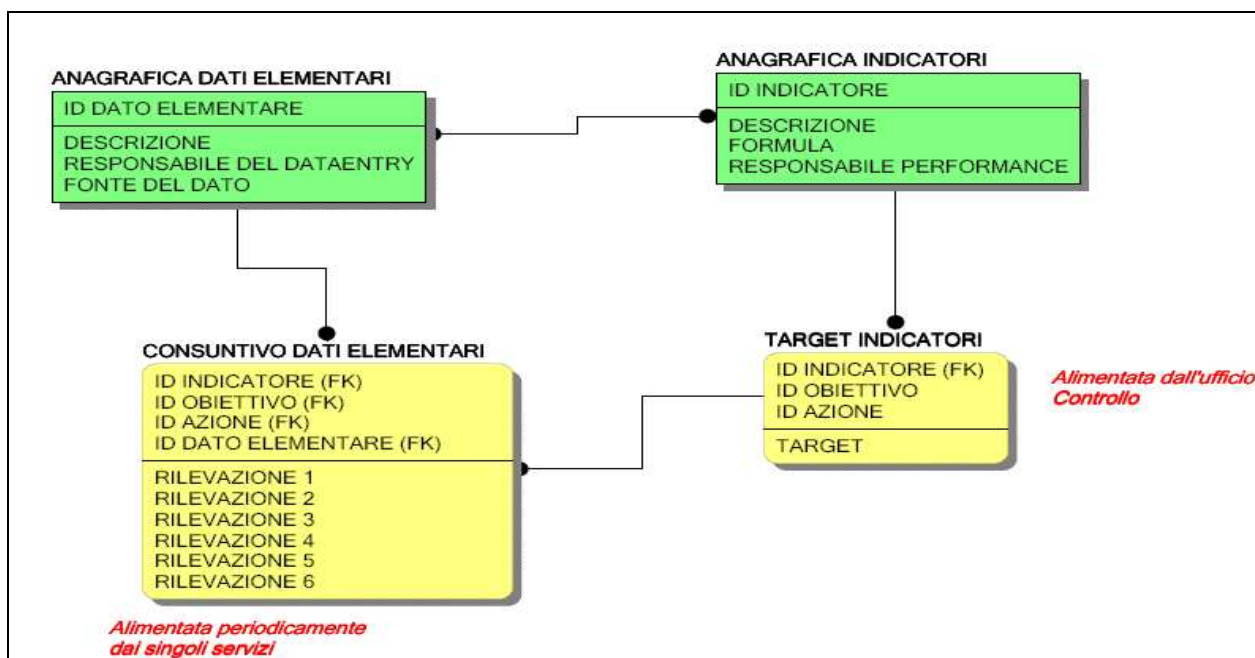 ANAGRAFICA DATI ELEMENTARI
ID DATO ELEMENTARE
DESCRIZIONE
RESPONSABILE DEL DATAENTRY
FONTE DEL DATO
ANAGRAFICA INDICATORI
ID INDICATORE
DESCRIZIONE
FORMULA
RESPONSABILE PERFORMANCE
CONSUNTIVO DATI ELEMENTARI
ID INDICATORE (FK)
ID OBIETTIVO (FK)
ID AZIONE (FK)
ID DATO ELEMENTARE (FK)
RILEVAZIONE 1
RILEVAZIONE 2
RILEVAZIONE 3
RILEVAZIONE 4
RILEVAZIONE 5
RILEVAZIONE 6
Alimentata periodicamente
dai singoli servizi
TARGET INDICATORI
ID INDICATORE (FK)
ID OBIETTIVO
ID AZIONE
TARGET
Alimentata dall'ufficio
Controllo